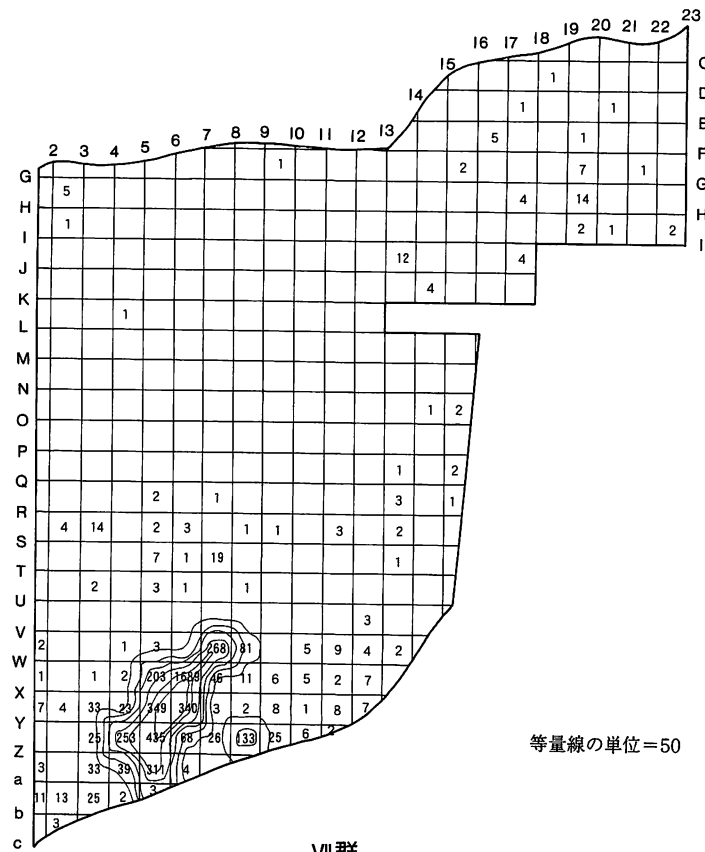 23
16 17 18 19 20 21 22
15
14
13
2 3 4 5 6 7 8 9 10 11 12
C
1
D
1 1
E
5 1
F
1 2 7 1
G G
5 4 14
H H
1 2 1 2
I I
12 4
J
4
K
1
L
M
N
1 2
O
P
1 2
Q
2 1 3 1
R
4 14 2 3 1 1 3 2
S
7 1 19 1
T
2 3 1 1
U
3
V
2 1 3 268 81 5 9 4 2
W
1 1 2 203 46 11 6 5 2 7
X
7 4 33 23 349 340 3 2 8 1 8 7
Y
25 253 435 68 26 133 25 6 2
Z
3 33 39 311 4
a
11 13 25 2 3
b
3
c
等量線の単位=50
VII群